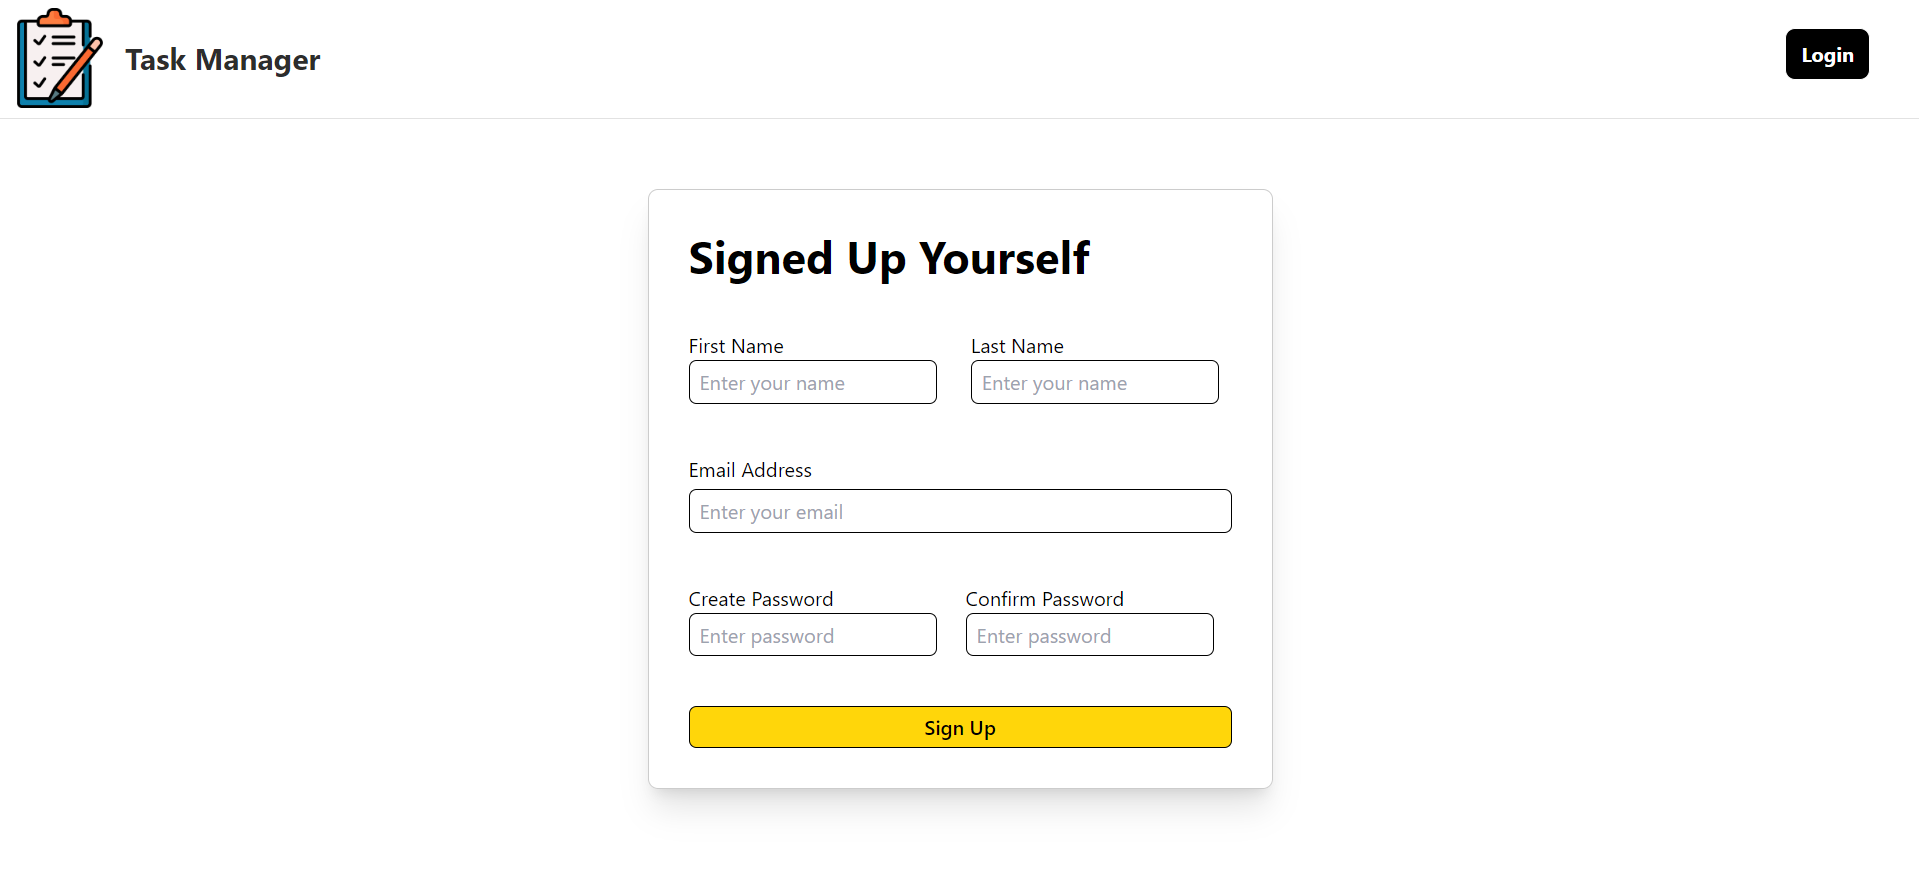 Task Manager
Login
Signed Up Yourself
First Name
Last Name
Enter your name
Enter your name
Email Address
Enter your email
Create Password
Confirm Password
Enter password
Enter password
Sign Up